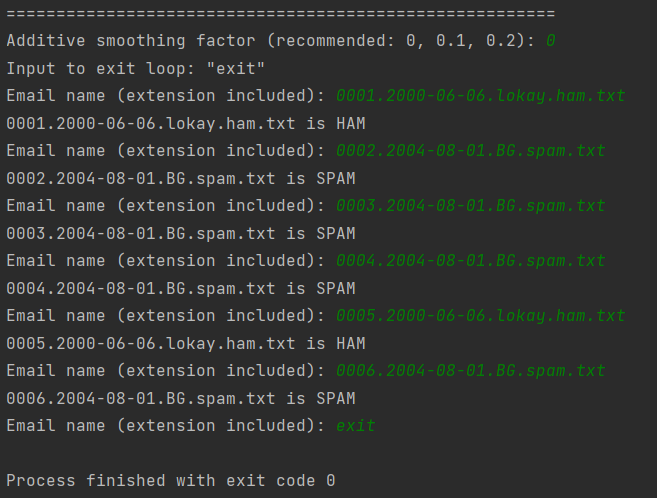 =======================================================
Additive smoothing factor (recommended: 0, 0.1, 0.2): 0
Input to exit loop: "exit"
Email name (extension included): 0001.2000-06-06.lokay.ham.txt
0001.2000-06-06.lokay.ham.txt is HAM
Email name (extension included): 0002.2004-08-01.BG.spam.txt
0002.2004-08-01.BG.spam.txt is SPAM
Email name (extension included): 0003.2004-08-01.BG.spam.txt
0003.2004-08-01.BG.spam.txt is SPAM
Email name (extension included): 0004.2004-08-01.BG.spam.txt
0004.2004-08-01.BG.spam.txt is SPAM
Email name (extension included): 0005.2000-06-06.lokay.ham.txt
0005.2000-06-06.lokay.ham.txt is HAM
Email name (extension included): 0006.2004-08-01.BG.spam.txt
0006.2004-08-01.BG.spam.txt is SPAM
Email name (extension included): exit
Process finished with exit code 0